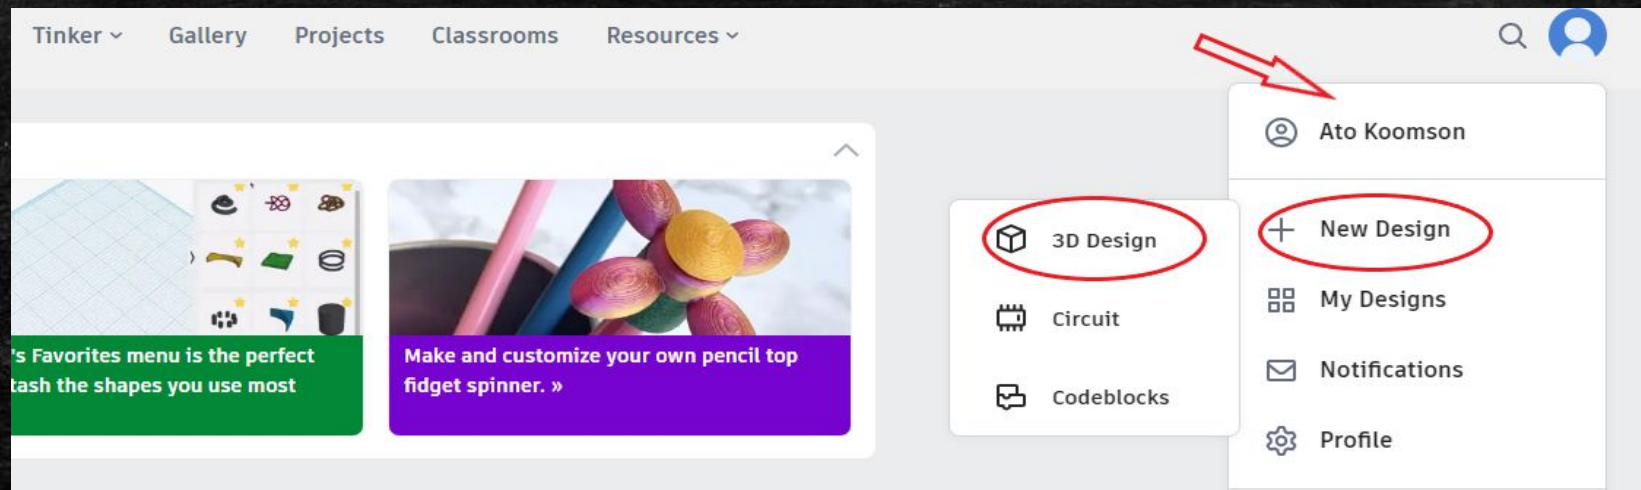 Tinker
Gallery
Projects
Classrooms
Resources
Ato Koomson
New Design
My Designs
Notifications
Profile
3D Design
Circuit
Codeblocks
's Favorites menu is the perfect
the shapes you use most
Make and customize your own pencil top
fidget spinner. »